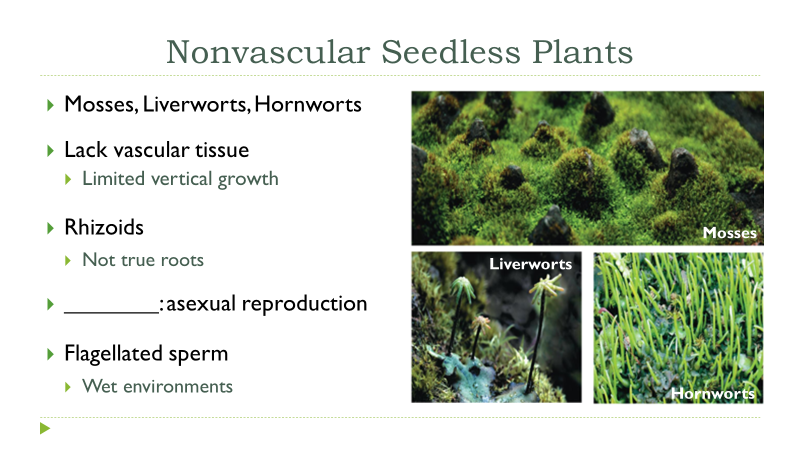 Nonvascular Seedless Plants
Mosses, Liverworts, Hornworts
Lack vascular tissue
Limited vertical growth
Rhizoids
Not true roots
________: asexual reproduction
Flagellated sperm
Wet environments
Mosses
Liverworts
Hornworts